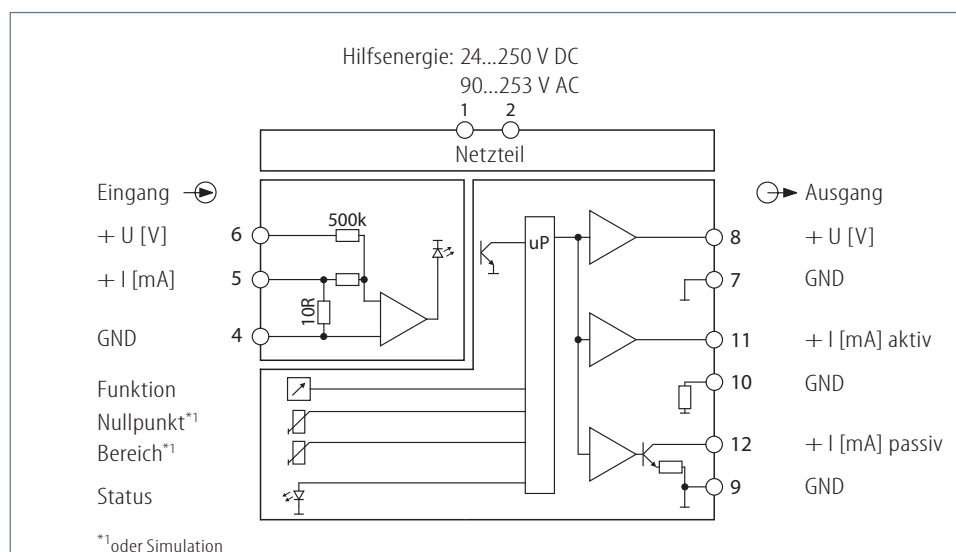 Hilfsenergie: 24...250 V DC
90...253 V AC
1 2
Netzteil
Eingang
Ausgang
+ U [V] 6 500k
uP
8 + U [V]
+ I [mA] 5
7 GND
10R
GND 4
11 + I [mA] aktiv
Funktion
10 GND
Nullpunkt*1
Bereich*1
12 + I [mA] passiv
Status
9 GND
*1oder Simulation